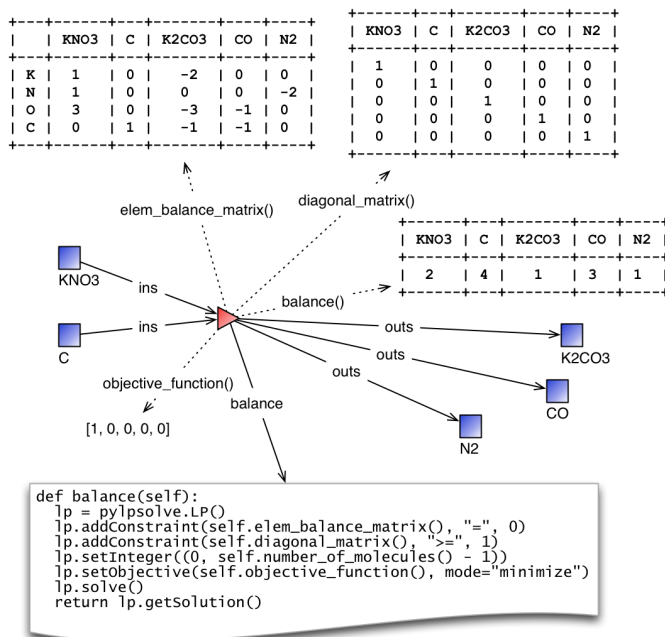 +---+------+---+-------+----+----+
| | KNO3 | C | K2CO3 | CO | N2 |
+---+------+---+-------+----+----+
| K | 1 | 0 | -2 | 0 | 0 |
| N | 1 | 0 | 0 | 0 | -2 |
| O | 3 | 0 | -3 | -1 | 0 |
| C | 0 | 1 | -1 | -1 | 0 |
+---+------+---+-------+----+----+
+------+---+-------+----+----+
| KNO3 | C | K2CO3 | CO | N2 |
+------+---+-------+----+----+
| 1 | 0 | 0 | 0 | 0 |
| 0 | 1 | 0 | 0 | 0 |
| 0 | 0 | 1 | 0 | 0 |
| 0 | 0 | 0 | 1 | 0 |
| 0 | 0 | 0 | 0 | 1 |
+------+---+-------+----+----+
elem_balance_matrix()
diagonal_matrix()
+------+---+-------+----+----+
| KNO3 | C | K2CO3 | CO | N2 |
+------+---+-------+----+----+
| 2 | 4 | 1 | 3 | 1 |
+------+---+-------+----+----+
KNO3
ins
balance()
ins
C
outs
K2CO3
outs
CO
outs
N2
objective_function()
[1, 0, 0, 0, 0]
balance
def balance(self):
lp = pylpsolve.LP()
lp.addConstraint(self.elem_balance_matrix(), "=", 0)
lp.addConstraint(self.diagonal_matrix(), ">=", 1)
lp.setInteger((0, self.number_of_molecules() - 1))
lp.setObjective(self.objective_function(), mode="minimize")
lp.solve()
return lp.getSolution()